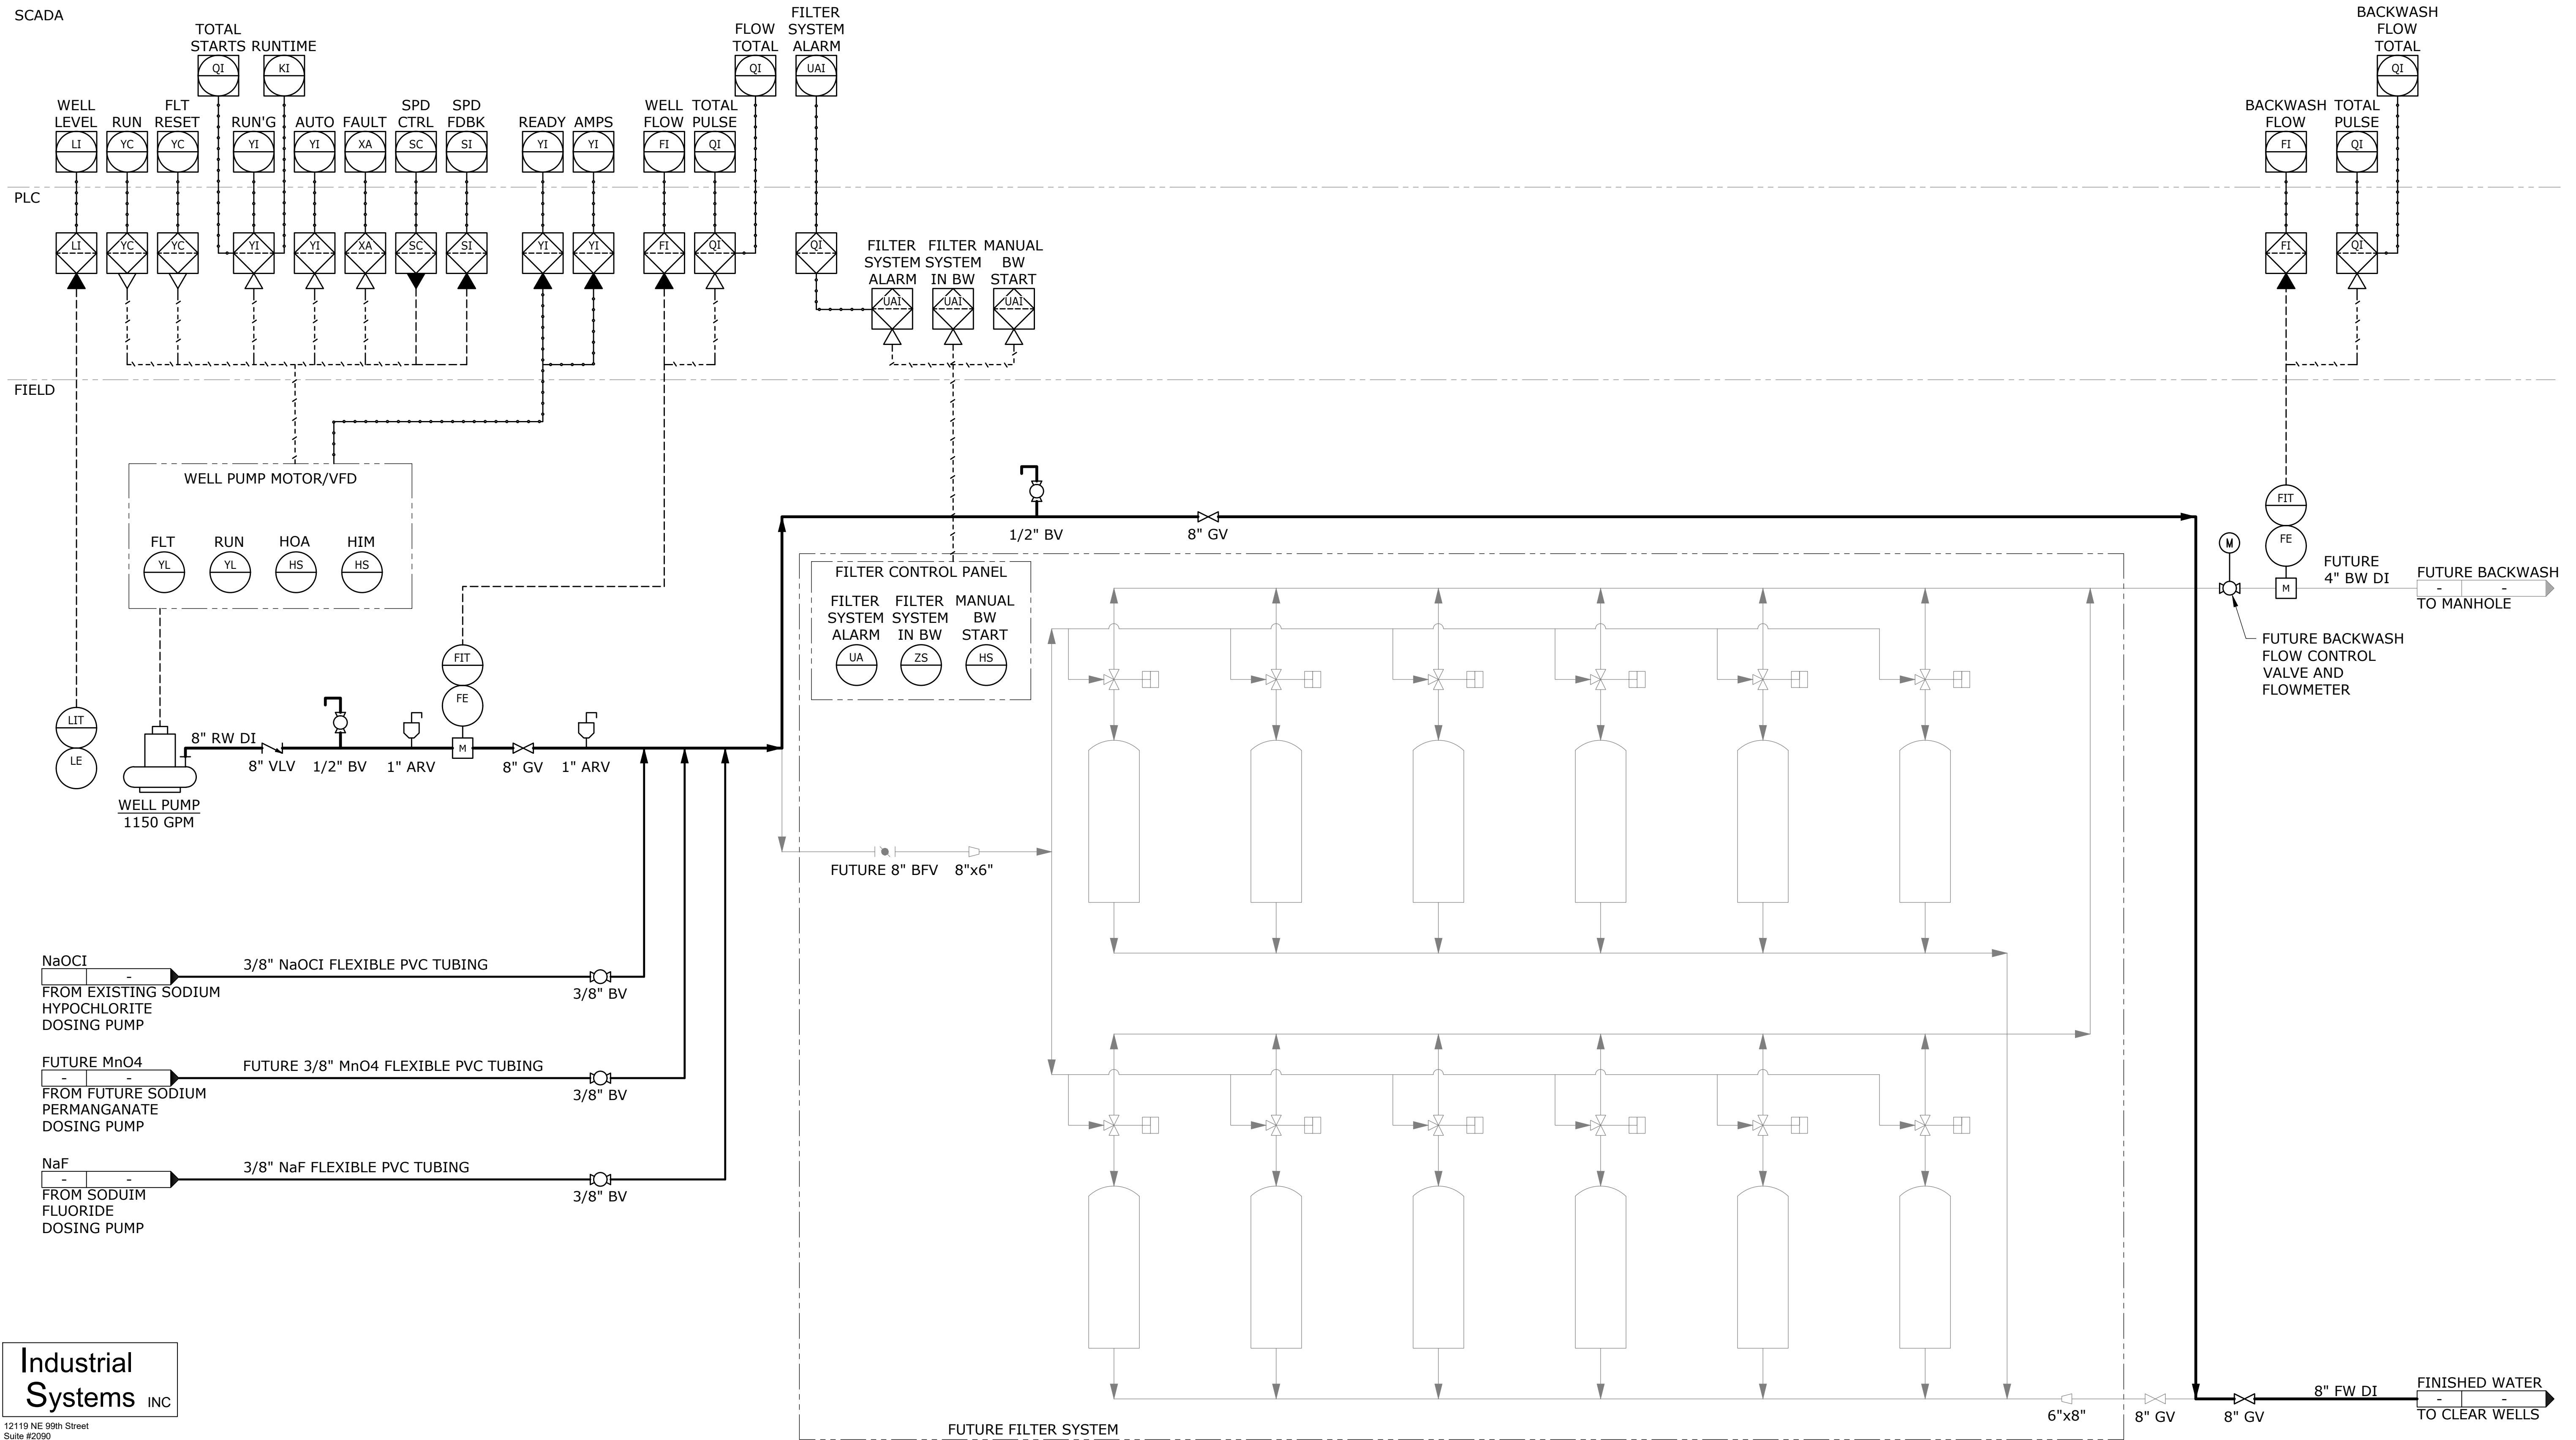 SCADA
TOTAL
STARTS
RUNTIME
FLOW
TOTAL
FILTER
SYSTEM
ALARM
BACKWASH
FLOW
TOTAL
QI
KI
QI
UAI
QI
WELL
LEVEL
RUN
FLT
RESET
RUN'G
AUTO
FAULT
SPD
CTRL
SPD
FDBK
READY
AMPS
WELL
FLOW
TOTAL
PULSE
BACKWASH
FLOW
TOTAL
PULSE
LI
YC
YC
YI
YI
XA
SC
SI
YI
YI
FI
QI
FI
QI
PLC
LI
YC
YC
YI
YI
XA
SC
SI
YI
YI
FI
QI
QI
FI
QI
FILTER
SYSTEM
ALARM
FILTER
SYSTEM
IN BW
MANUAL
BW
START
UAI
UAI
UAI
FIELD
WELL PUMP MOTOR/VFD
FLT
RUN
HOA
HIM
YL
YL
HS
HS
1/2" BV
8" GV
FILTER CONTROL PANEL
FILTER
SYSTEM
ALARM
FILTER
SYSTEM
IN BW
MANUAL
BW
START
UA
ZS
HS
FIT
FE
M
M
FUTURE
4" BW DI
FUTURE BACKWASH
- -
TO MANHOLE
FUTURE BACKWASH
FLOW CONTROL
VALVE AND
FLOWMETER
FIT
FE
M
LIT
LE
8" RW DI
8" VLV
1/2" BV
1" ARV
8" GV
1" ARV
WELL PUMP
1150 GPM
FUTURE 8" BFV
8"x6"
NaOCI
-
FROM EXISTING SODIUM
HYPOCHLORITE
DOSING PUMP
3/8" NaOCI FLEXIBLE PVC TUBING
3/8" BV
FUTURE MnO4
- -
FROM FUTURE SODIUM
PERMANGANATE
DOSING PUMP
FUTURE 3/8" MnO4 FLEXIBLE PVC TUBING
3/8" BV
NaF
- -
FROM SODUIM
FLUORIDE
DOSING PUMP
3/8" NaF FLEXIBLE PVC TUBING
3/8" BV
FUTURE FILTER SYSTEM
6"x8"
8" GV
8" GV
8" FW DI
FINISHED WATER
- -
TO CLEAR WELLS
Industrial
Systems INC
12119 NE 99th Street
Suite #2090